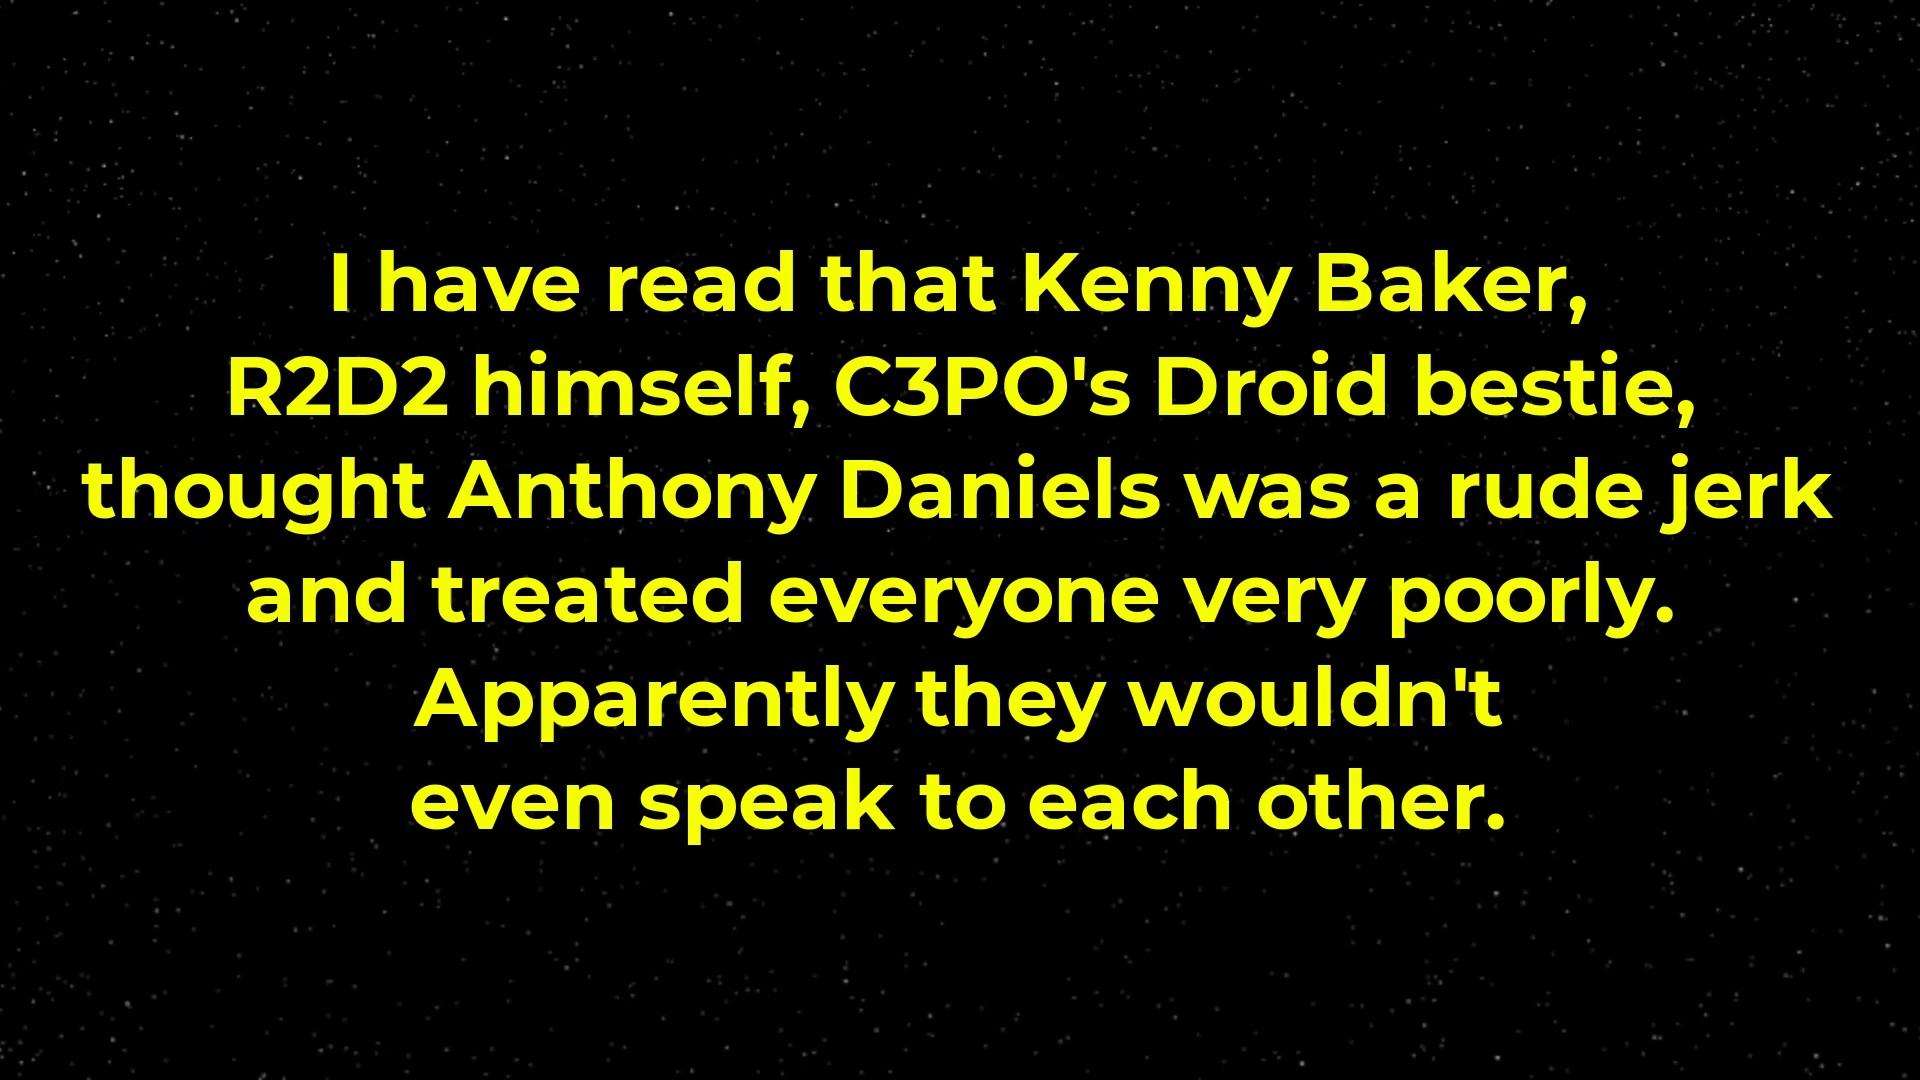 I have read that Kenny Baker,
R2D2 himself, C3PO's Droid bestie,
thought Anthony Daniels was a rude jerk
and treated everyone very poorly.
Apparently they wouldn't
even speak to each other.